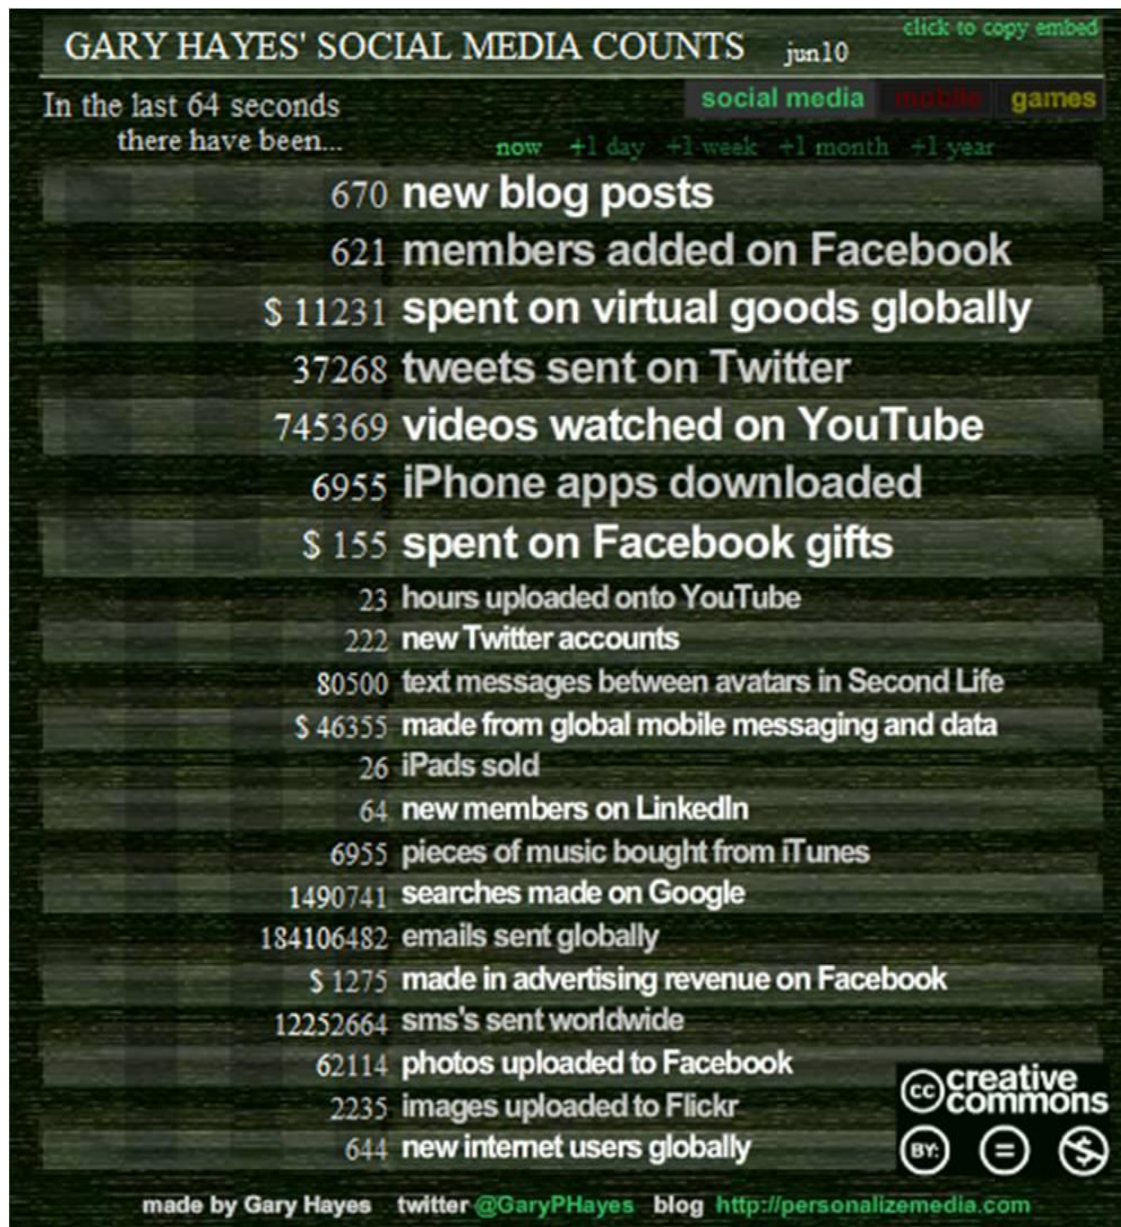 click to copy embed
GARY HAYES' SOCIAL MEDIA COUNTS jun10
In the last 64 seconds
there have been...
social media mobile games
now +1 day +1 week +1 month +1 year
670 new blog posts
621 members added on Facebook
$ 11231 spent on virtual goods globally
37268 tweets sent on Twitter
745369 videos watched on YouTube
6955 iPhone apps downloaded
$ 155 spent on Facebook gifts
23 hours uploaded onto YouTube
222 new Twitter accounts
80500 text messages between avatars in Second Life
$ 46355 made from global mobile messaging and data
26 iPads sold
64 new members on LinkedIn
6955 pieces of music bought from iTunes
1490741 searches made on Google
184106482 emails sent globally
$ 1275 made in advertising revenue on Facebook
12252664 sms's sent worldwide
62114 photos uploaded to Facebook
2235 images uploaded to Flickr
644 new internet users globally
cc creative
commons
BY: = $
made by Gary Hayes twitter @GaryPHayes blog http://personalizemedia.com